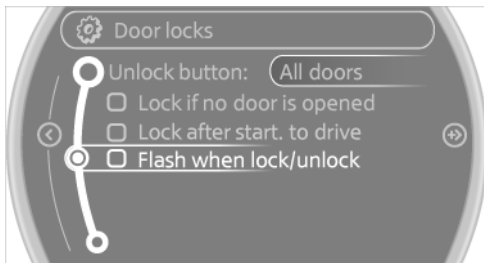 Door locks
Unlock button: All doors
Lock if no door is opened
Lock after start. to drive
Flash when lock/unlock